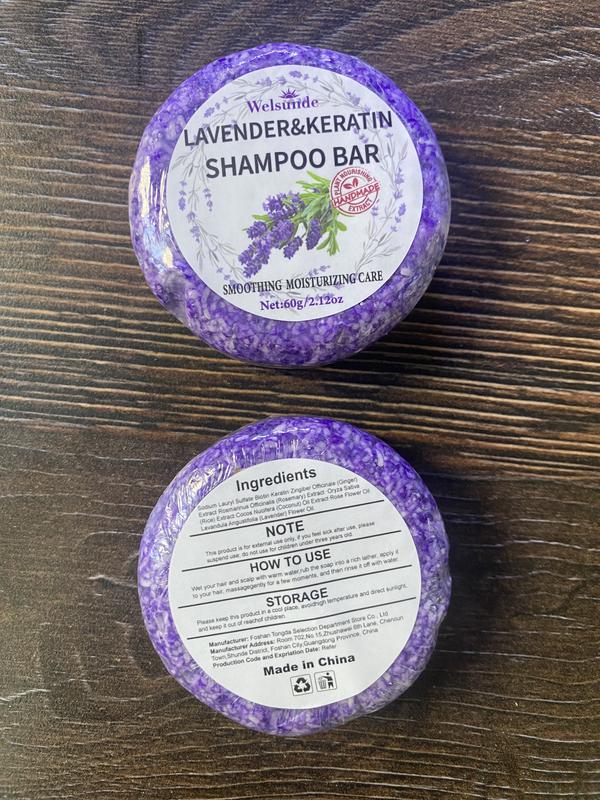 Welsunde
LAVENDER&KERATIN
SHAMPOO BAR
PLANT NOURISHING
HANDMADE
EXTRACT
SMOOTHING MOISTURIZING CARE
Net:60g/2.12oz
Ingredients
Sodium Lauryl Sulfate Biotin Keratin Zingiber Officinale (Ginger)
Extract Rosmarinus Officinalis (Rosemary) Extract Oryza Sativa
(Rice) Extract Cocos Nucifera (Coconut) Oil Extract Rose Flower Oil
Lavandula Angustifolia (Lavender) Flower Oil.
NOTE
This product is for external use only, if you feel sick after use, please
suspend use, do not use for children under three years old.
HOW TO USE
Wet your hair and scalp with warm water,rub the soap into a rich lather, apply it
to your hair, massagegently for a few moments, and then rinse it off with water.
STORAGE
Please keep this product in a cool place, avoidhigh temperature and direct sunlight,
and keep it out of reachof children.
Manufacturer: Foshan Tongda Selection Department Store Co., Ltd
Manufacturer Address: Room 702,No.15,Zhushawei 6th Lane, Chencun
Town,Shunde District, Foshan City,Guangdong Province, China
Production Code and Expriation Date: Refer
Made in China